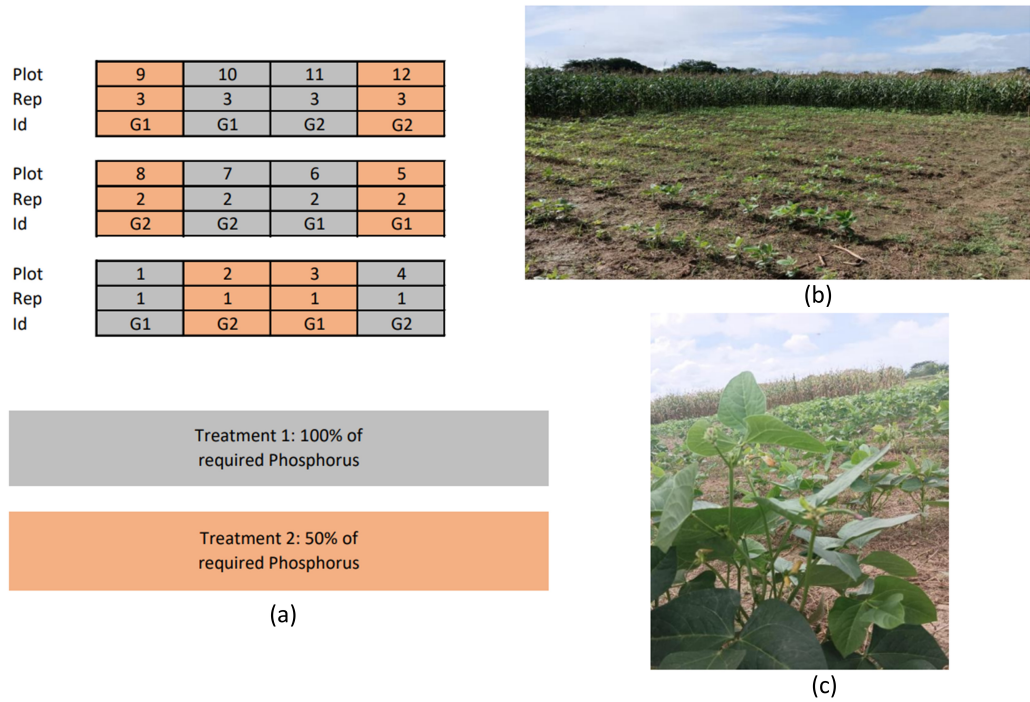 Plot 9 10 11 12
Rep 3 3 3 3
Id G1 G1 G2 G2
Plot 8 7 6 5
Rep 2 2 2 2
Id G2 G2 G1 G1
Plot 1 2 3 4
Rep 1 1 1 1
Id G1 G2 G1 G2
Treatment 1: 100% of
required Phosphorus
Treatment 2: 50% of
required Phosphorus
(a)
(b)
(c)